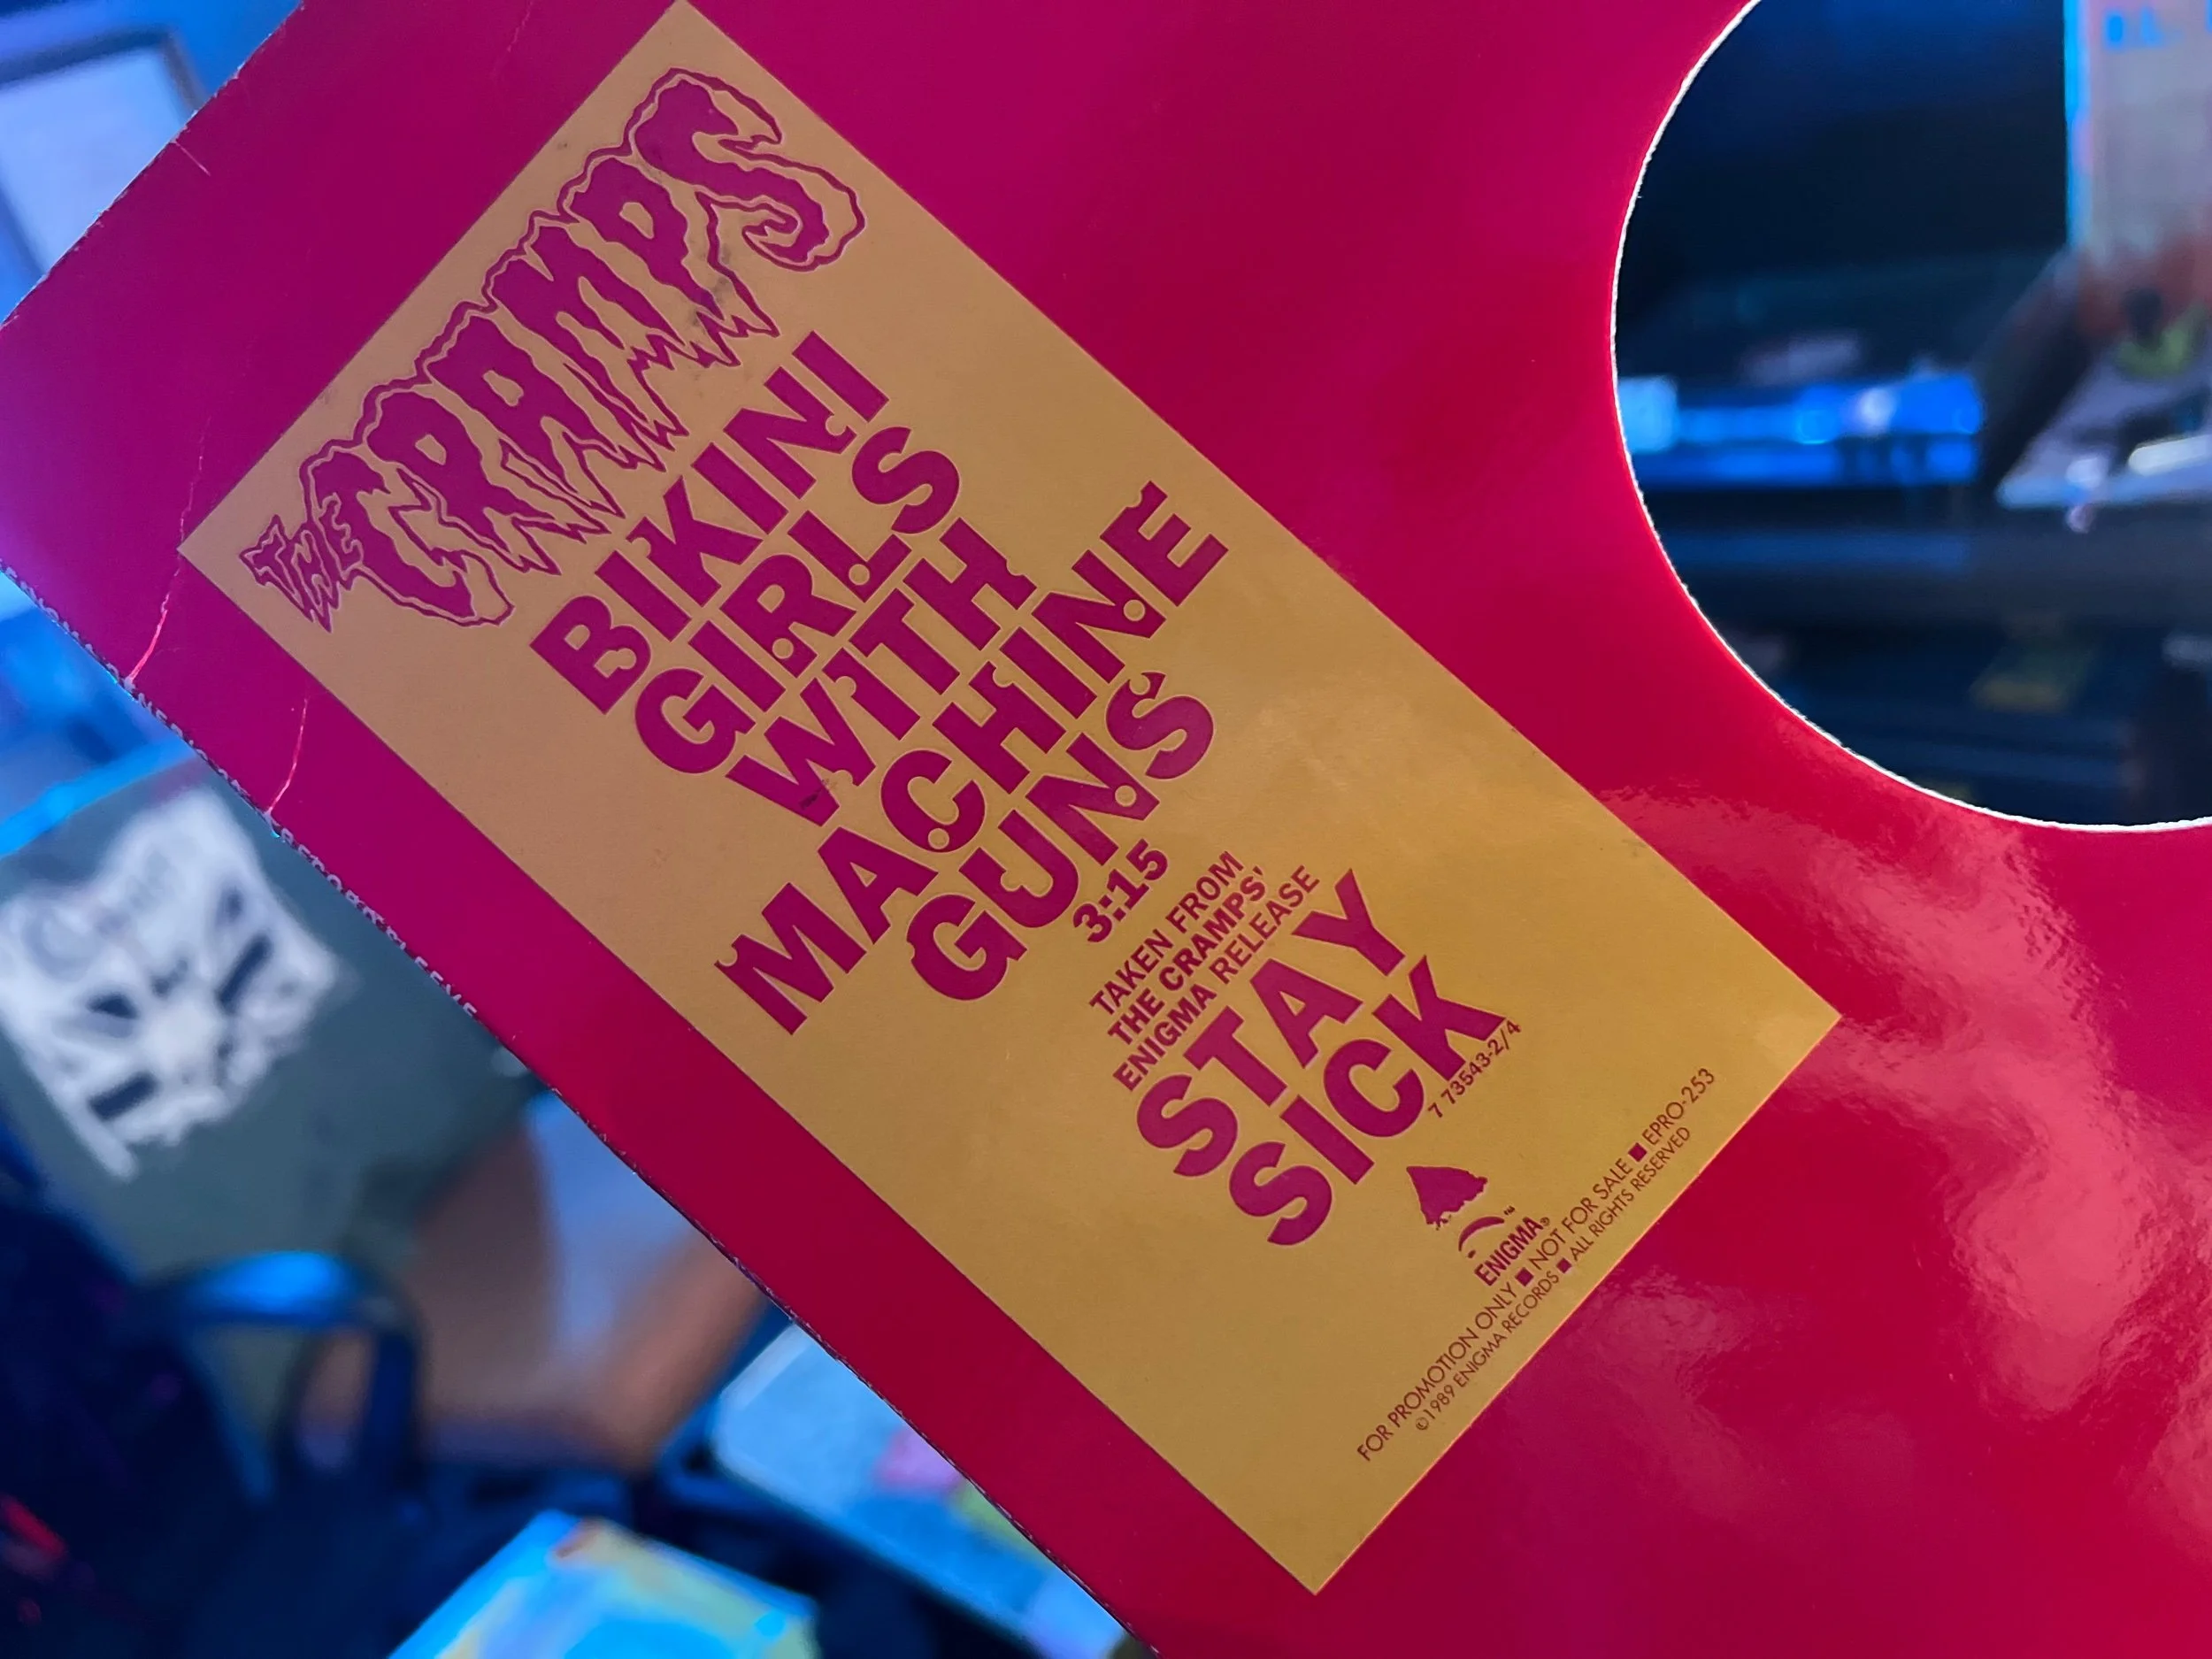 THE CRAMPS
BIKINI
GIRLS
WITH
MACHINE
GUNS
3:15
TAKEN FROM
THE CRAMPS'
ENIGMA RELEASE
STAY
SICK
7 73543-2/4
ENIGMA®
FOR PROMOTION ONLY ■ NOT FOR SALE ■ EPRO-253
©1989 ENIGMA RECORDS ■ ALL RIGHTS RESERVED